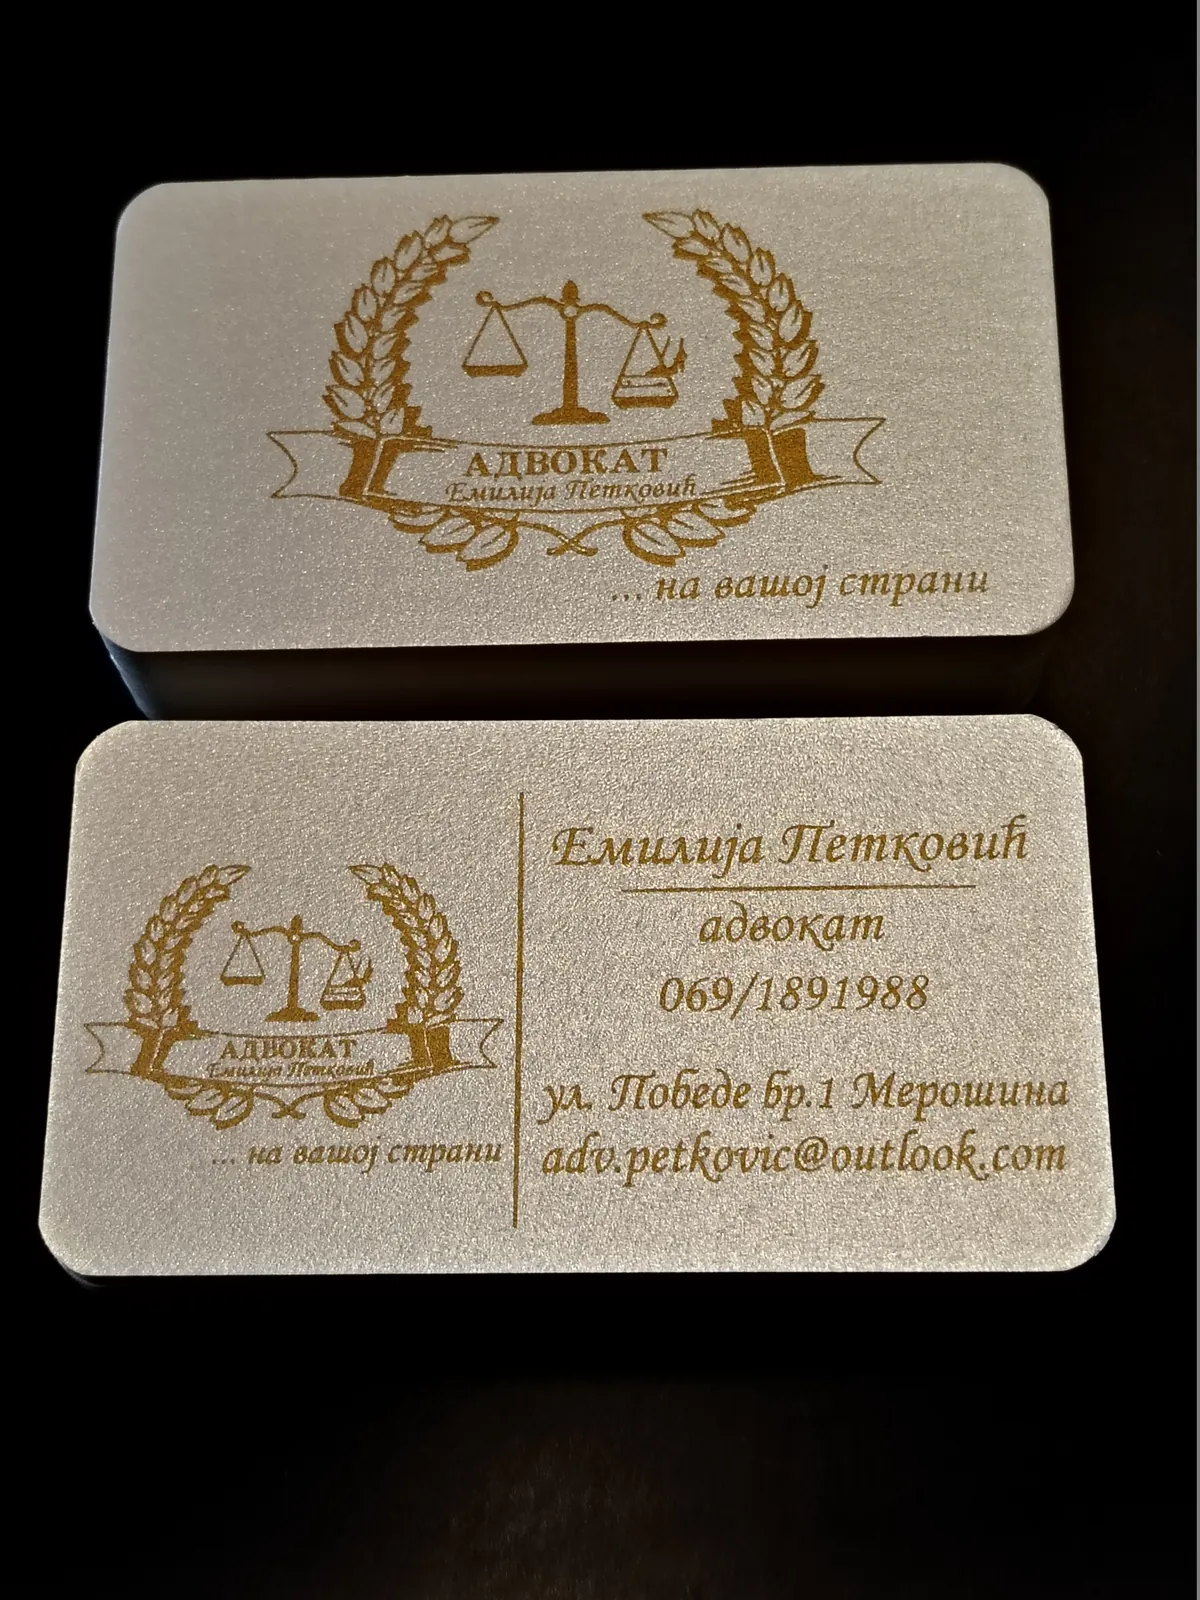 АДВОКАТ
Емилија Петковић
... на вашој страни
АДВОКАТ
Емилија Петковић
... на вашој страни
Емилија Петковић
адвокат
069/1891988
ул. Победе бр.1 Мерошина
adv.petkovic@outlook.com